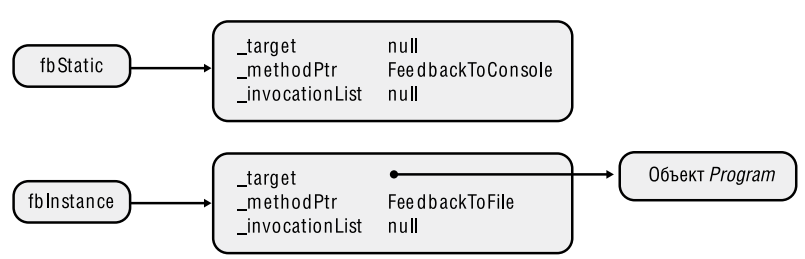 fbStatic
_target null
_methodPtr FeedbackToConsole
_invocationList null
fbInstance
_target
_methodPtr FeedbackToFile
_invocationList null
Объект Program